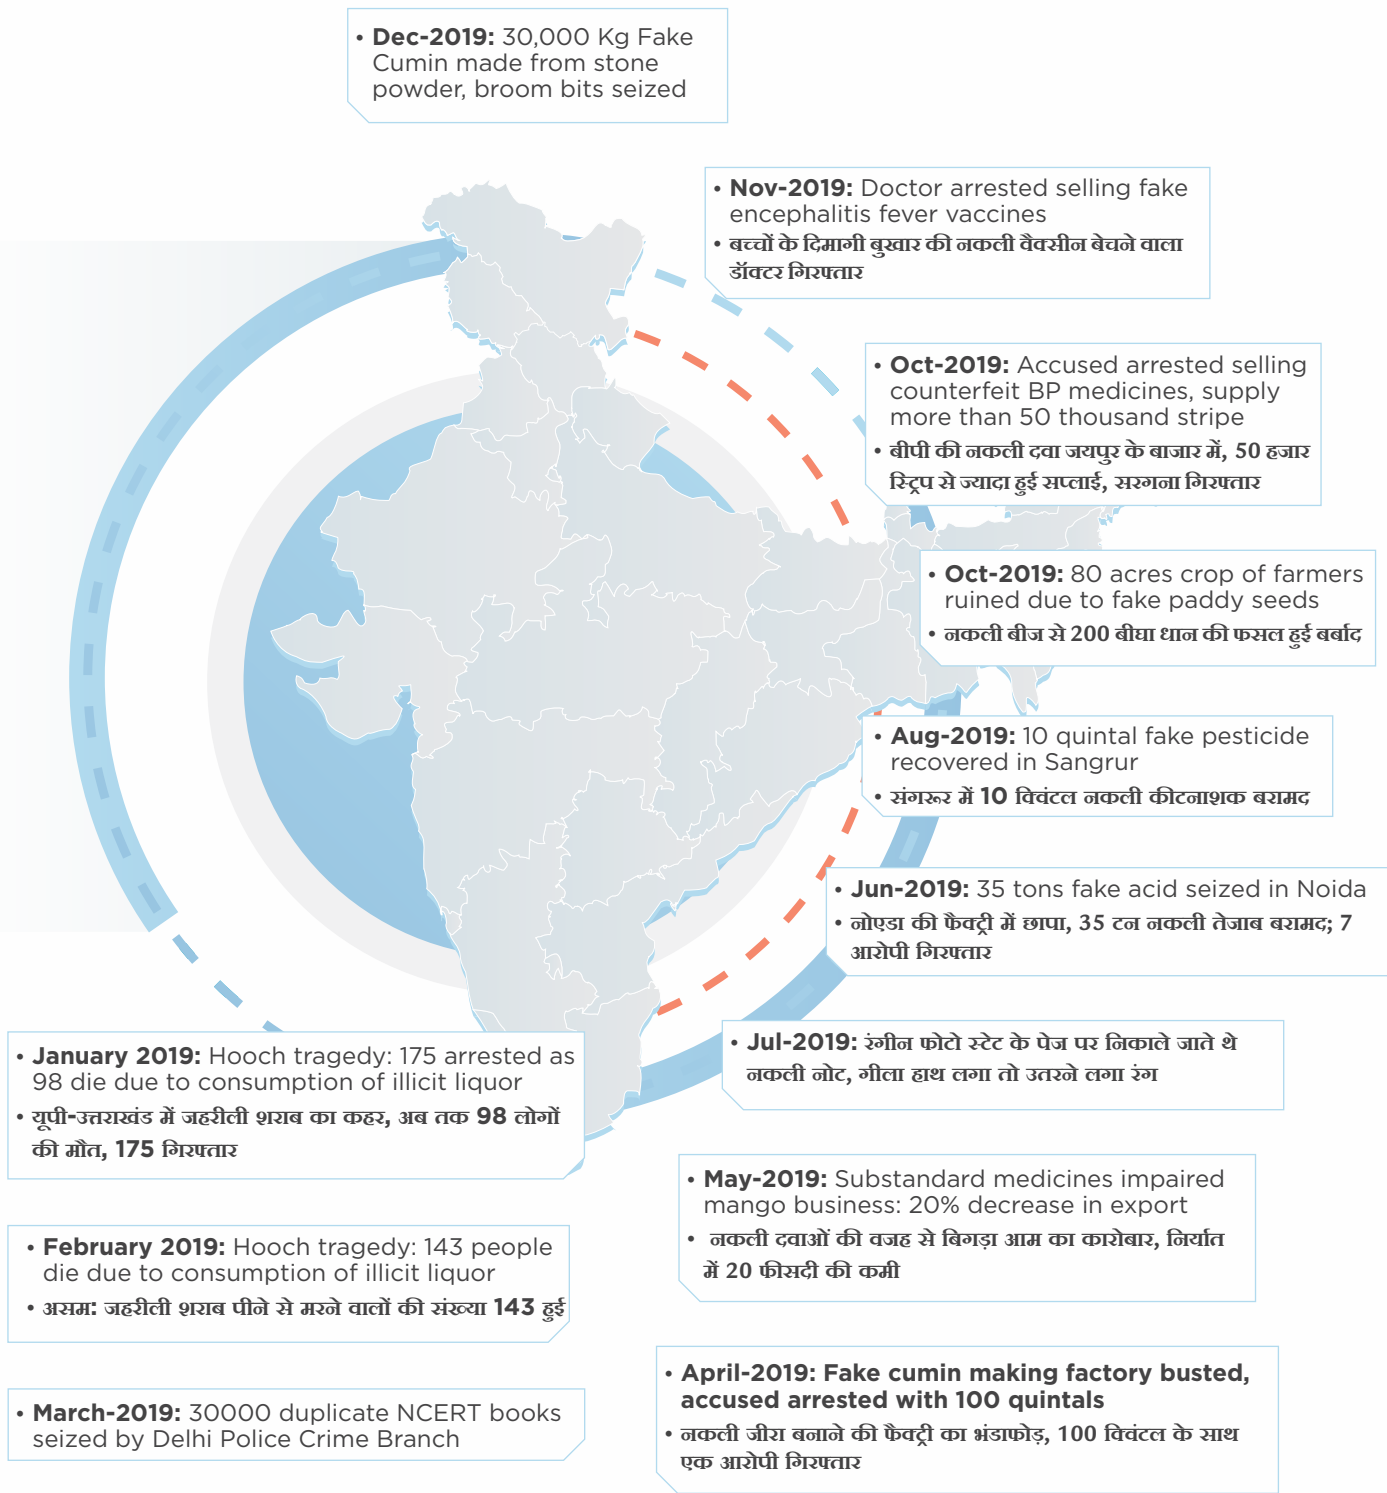 • Dec-2019: 30,000 Kg Fake
Cumin made from stone
powder, broom bits seized
• Nov-2019: Doctor arrested selling fake
encephalitis fever vaccines
• बच्चों के दिमागी बुखार की नकली वैक्सीन बेचने वाला
डॉक्टर गिरफ्तार
• Oct-2019: Accused arrested selling
counterfeit BP medicines, supply
more than 50 thousand stripe
• बीपी की नकली दवा जयपुर के बाजार में, 50 हजार
स्ट्रिप से ज्यादा हुई सप्लाई, सरगना गिरफ्तार
• Oct-2019: 80 acres crop of farmers
ruined due to fake paddy seeds
• नकली बीज से 200 बीघा धान की फसल हुई बर्बाद
• Aug-2019: 10 quintal fake pesticide
recovered in Sangrur
• संगरूर में 10 क्विंटल नकली कीटनाशक बरामद
• Jun-2019: 35 tons fake acid seized in Noida
• नोएडा की फैक्ट्री में छापा, 35 टन नकली तेजाब बरामद; 7
आरोपी गिरफ्तार
• Jul-2019: रंगीन फोटो स्टेट के पेज पर निकाले जाते थे
नकली नोट, गीला हाथ लगा तो उतरने लगा रंग
• May-2019: Substandard medicines impaired
mango business: 20% decrease in export
• नकली दवाओं की वजह से बिगड़ा आम का कारोबार, निर्यात
में 20 फीसदी की कमी
• April-2019: Fake cumin making factory busted,
accused arrested with 100 quintals
• नकली जीरा बनाने की फैक्ट्री का भंडाफोड़, 100 क्विंटल के साथ
एक आरोपी गिरफ्तार
• January 2019: Hooch tragedy: 175 arrested as
98 die due to consumption of illicit liquor
• यूपी-उत्तराखंड में जहरीली शराब का कहर, अब तक 98 लोगों
की मौत, 175 गिरफ्तार
• February 2019: Hooch tragedy: 143 people
die due to consumption of illicit liquor
• असम: जहरीली शराब पीने से मरने वालों की संख्या 143 हुई
• March-2019: 30000 duplicate NCERT books
seized by Delhi Police Crime Branch